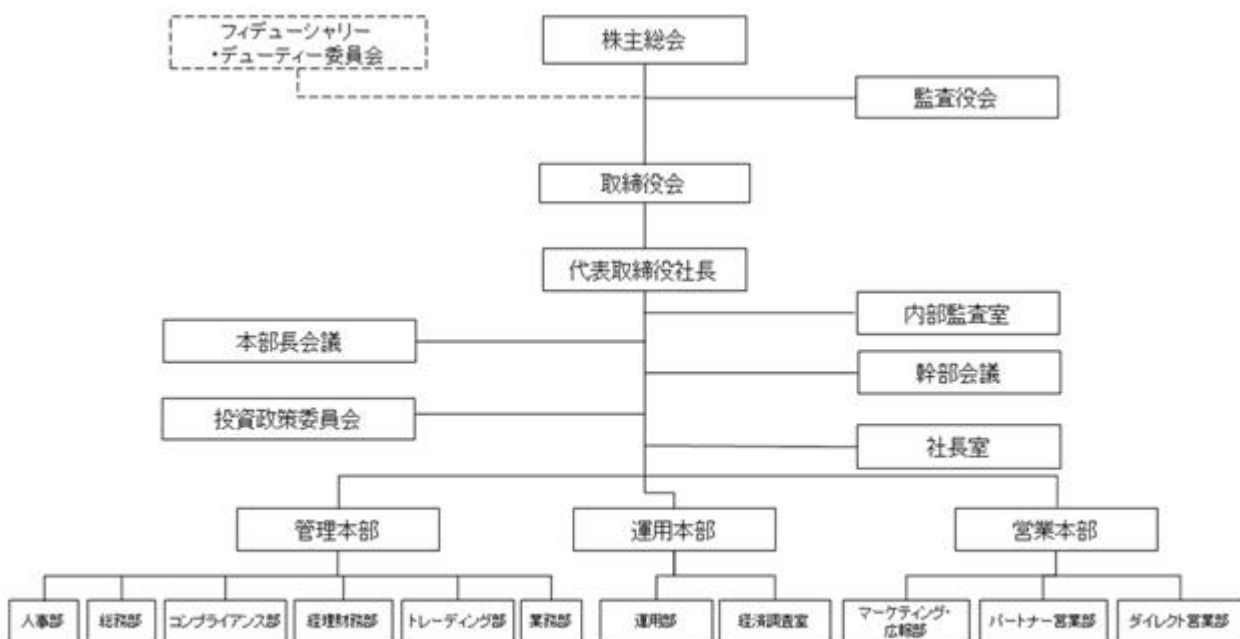 フィデューシャリー
・デューティー委員会
株主総会
監査役会
取締役会
代表取締役社長
内部監査室
本部長会議
幹部会議
投資政策委員会
社長室
管理本部
運用本部
営業本部
人事部
総務部
コンプライアンス部
経理財務部
トレーディング部
業務部
運用部
経済調査室
マーケティング・
広報部
パートナー営業部
ダイレクト営業部